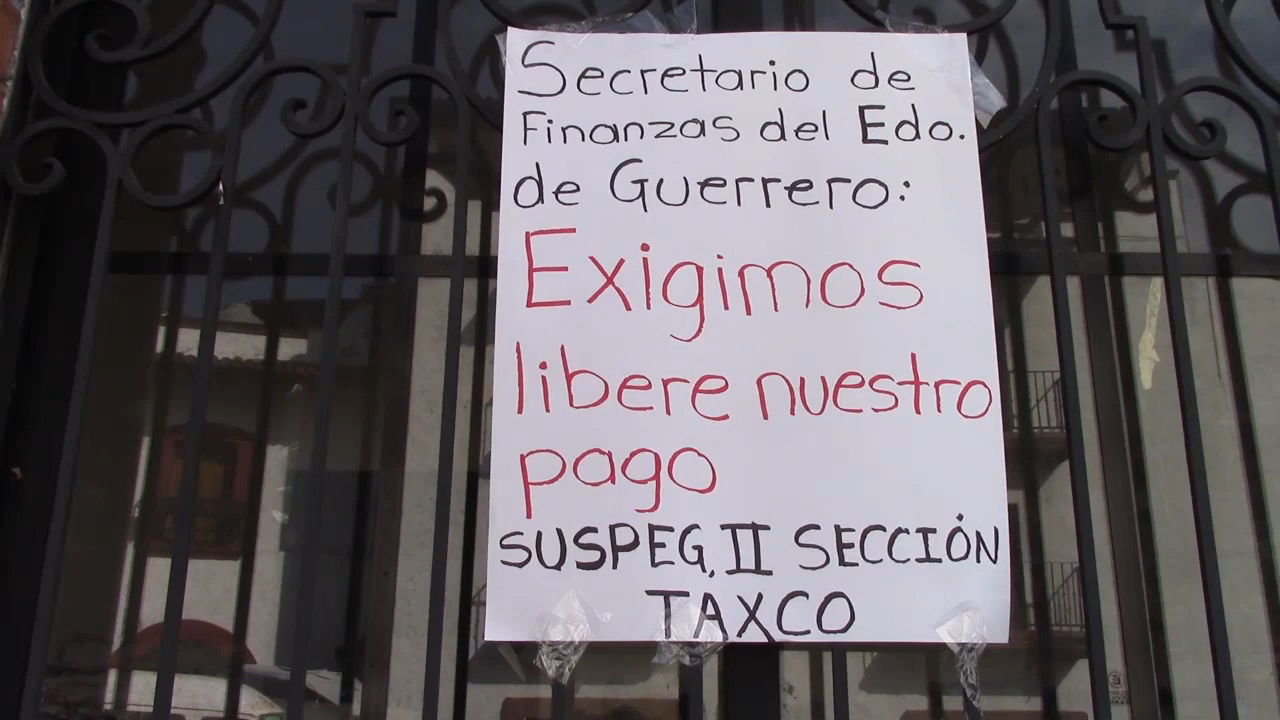 Secretario de
Finanzas del Edo.
de Guerrero:
Exigimos
libere nuestro
pago
SUSPEG, II SECCIÓN
TAXCO